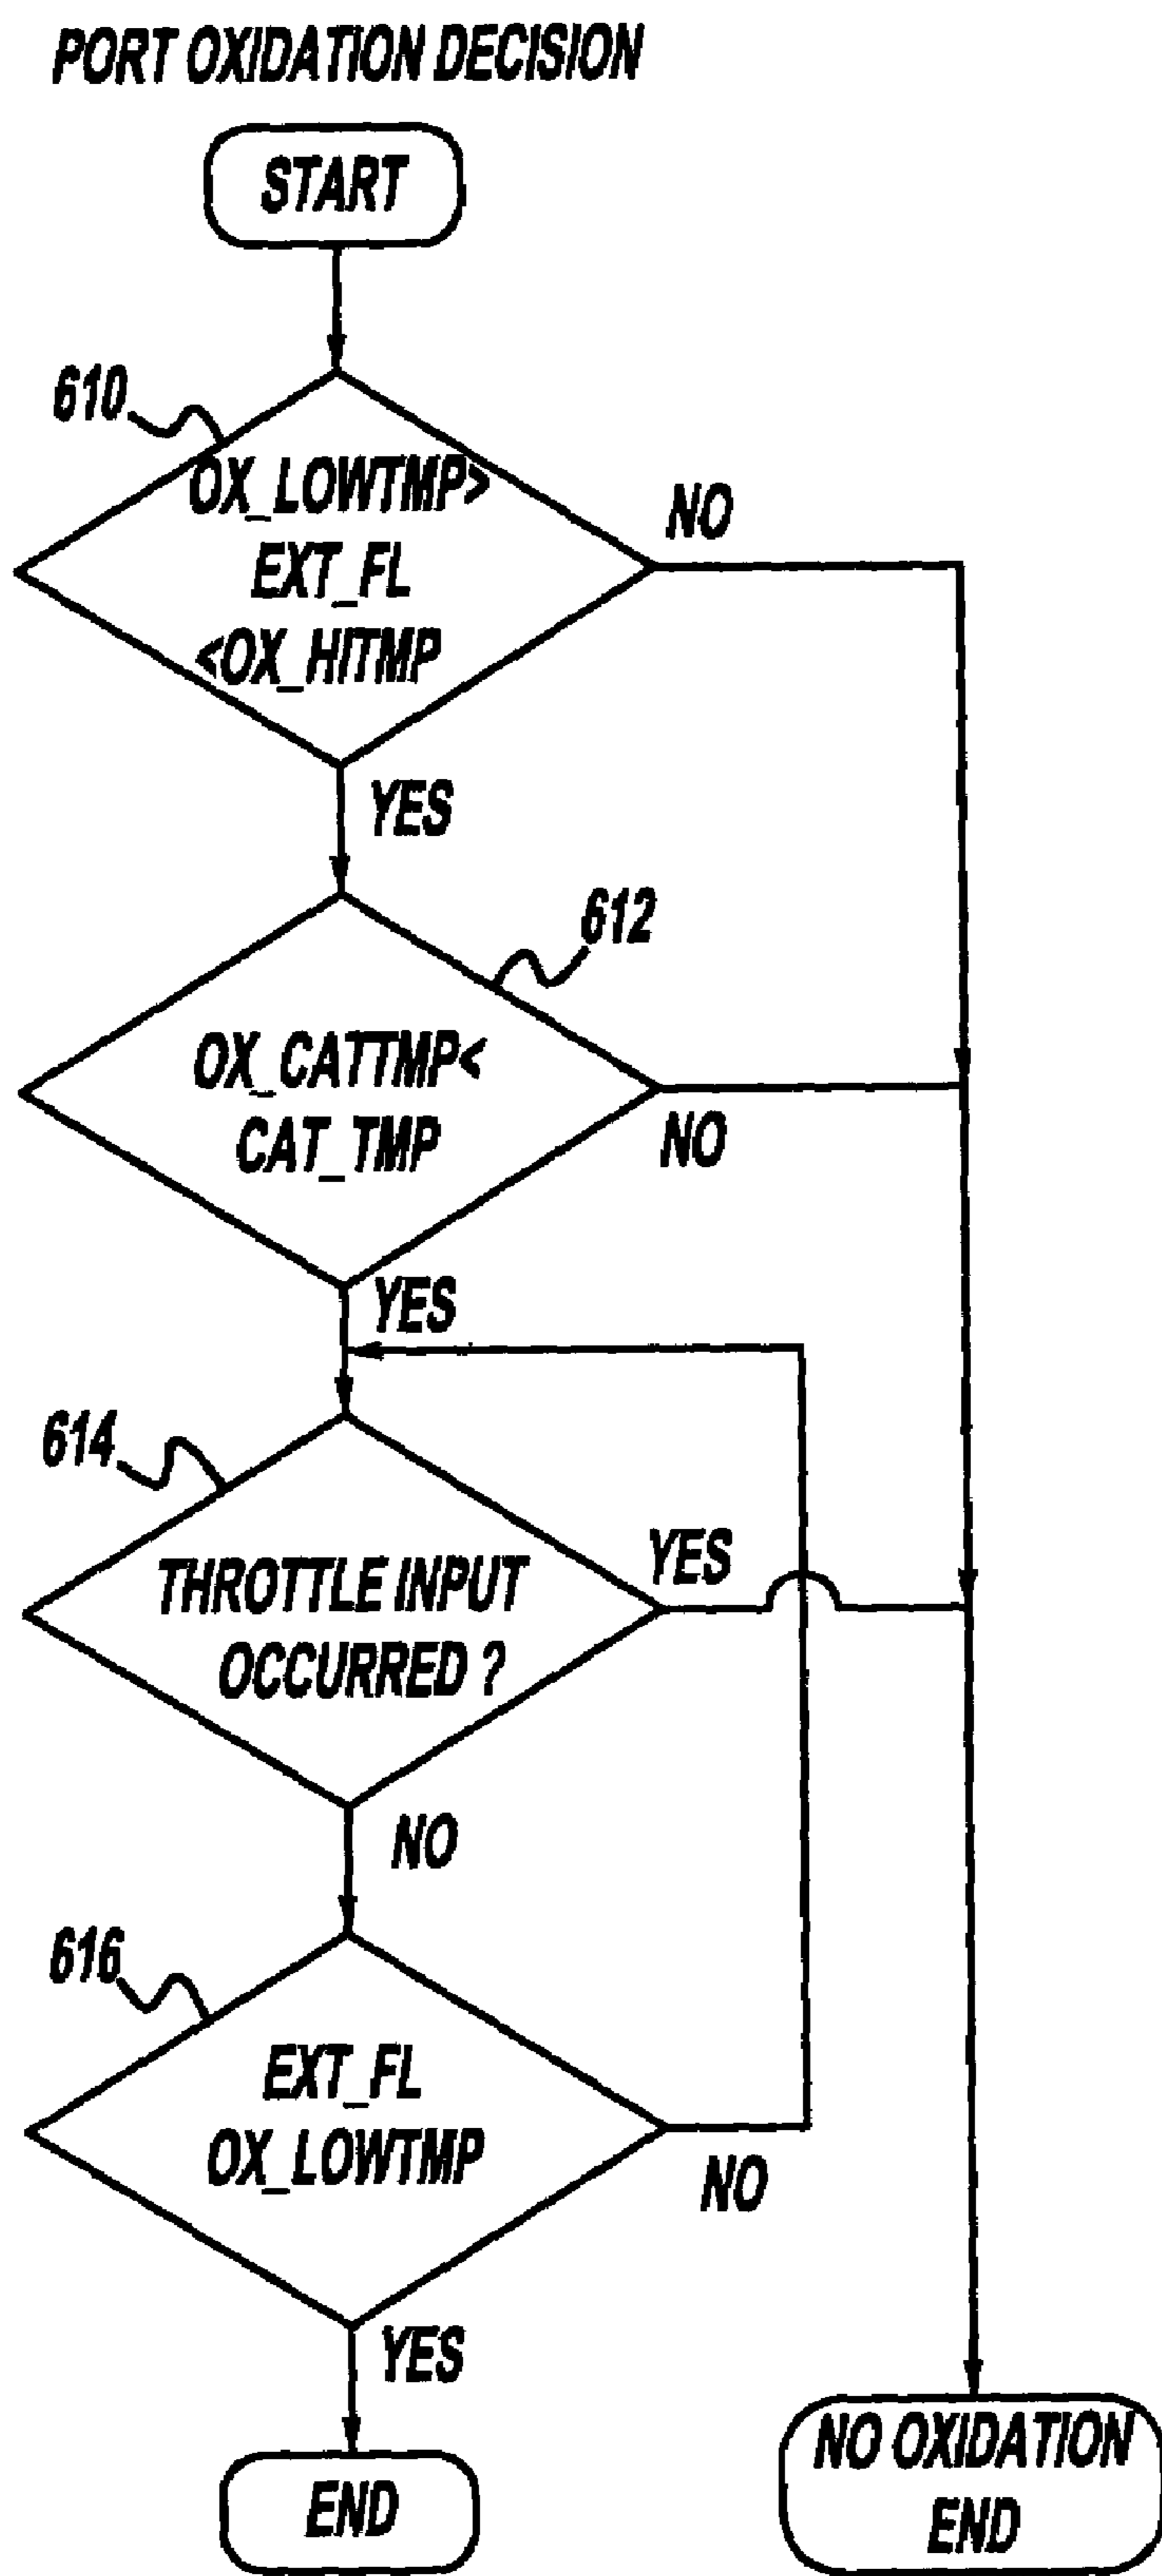 PORT OXIDATION DECISION
START
610
OX_LOWTMP>
EXT_FL
<OX_HITMP
NO
YES
612
OX_CATTMP<
CAT_TMP
NO
YES
614
THROTTLE INPUT
OCCURRED ?
YES
NO
616
EXT_FL
OX_LOWTMP
NO
YES
END
NO OXIDATION
END